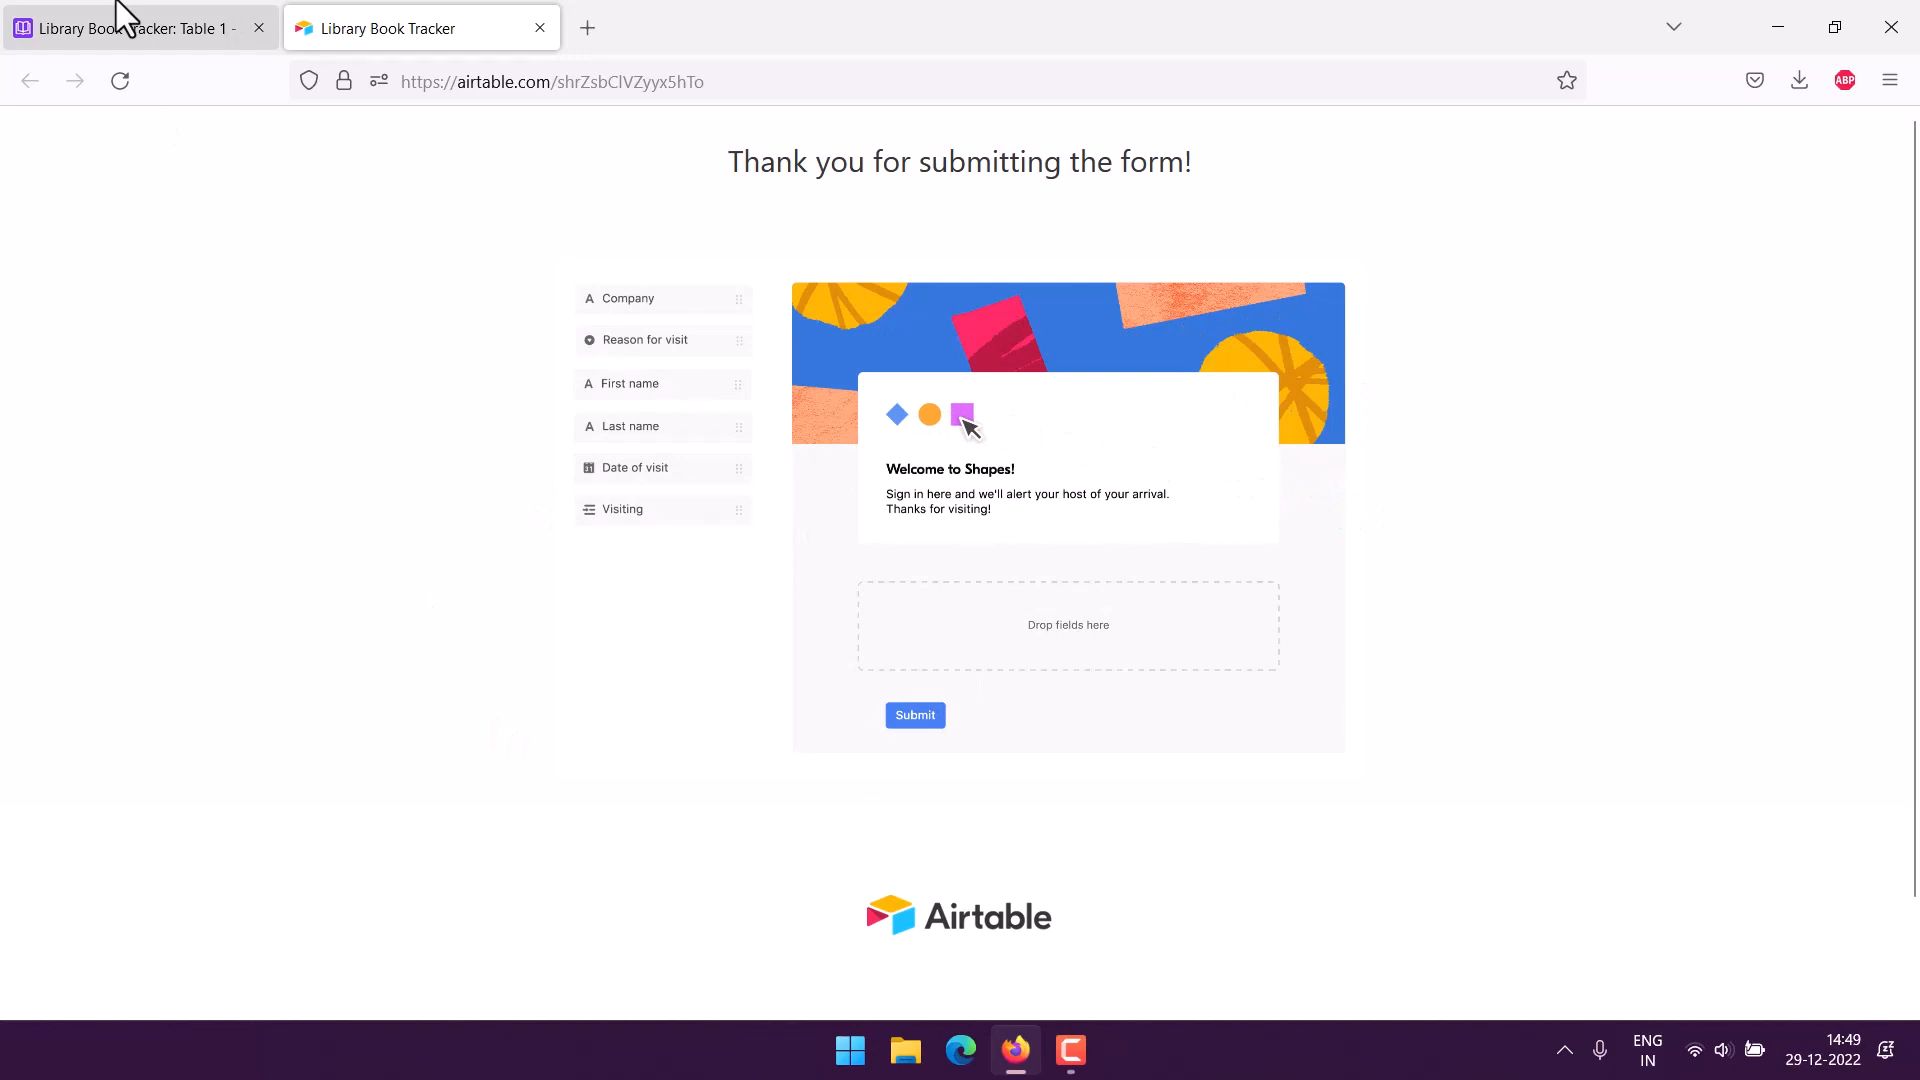 Library Book Tracker: Table 1 -
Library Book Tracker
https://airtable.com/shrZsbClVZyyx5hTo
ABP
Thank you for submitting the form!
A Company
Reason for visit
A First name
A Last name
31 Date of visit
Visiting
Welcome to Shapes!
Sign in here and we'll alert your host of your arrival.
Thanks for visiting!
Drop fields here
Submit
Airtable
ENG
IN
14:49
29-12-2022